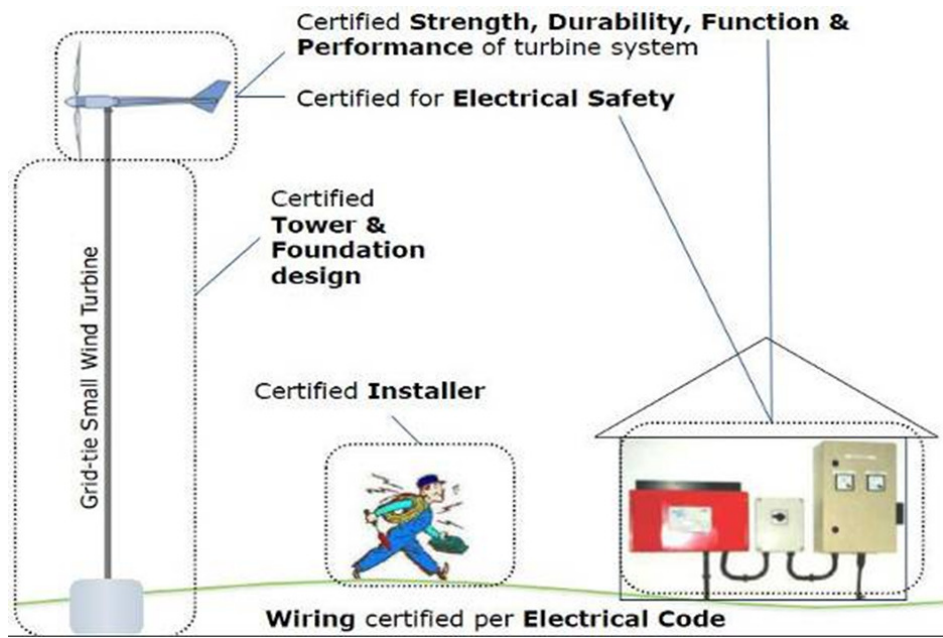 Certified Strength, Durability, Function &
Performance of turbine system
Certified for Electrical Safety
Certified
Tower &
Foundation
design
Grid-tie Small Wind Turbine
Certified Installer
Wiring certified per Electrical Code